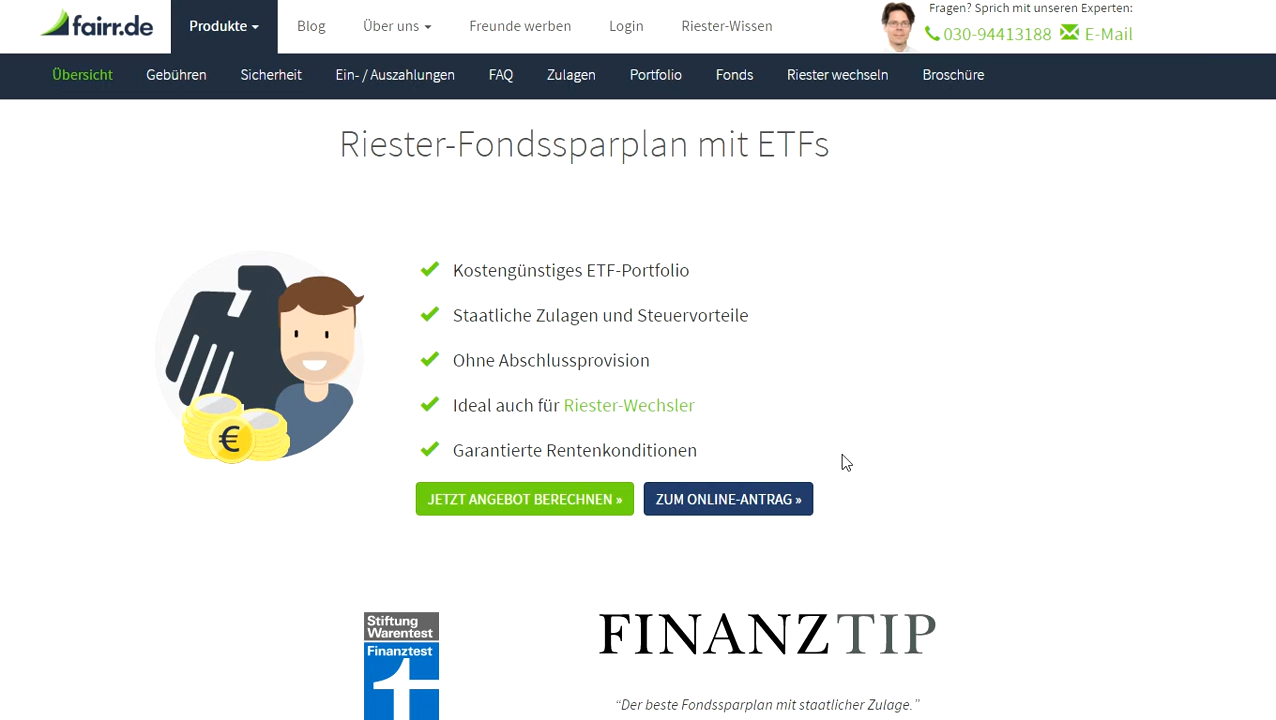 fairr.de
Produkte
Blog
Über uns
Freunde werben
Login
Riester-Wissen
Fragen? Sprich mit unseren Experten:
030-94413188 E-Mail
Übersicht
Gebühren
Sicherheit
Ein- / Auszahlungen
FAQ
Zulagen
Portfolio
Fonds
Riester wechseln
Broschüre
Riester-Fondssparplan mit ETFs
Kostengünstiges ETF-Portfolio
Staatliche Zulagen und Steuervorteile
Ohne Abschlussprovision
Ideal auch für Riester-Wechsler
Garantierte Rentenkonditionen
€
JETZT ANGEBOT BERECHNEN »
ZUM ONLINE-ANTRAG »
Stiftung
Warentest
Finanztest
FINANZTIP
“Der beste Fondssparplan mit staatlicher Zulage.”